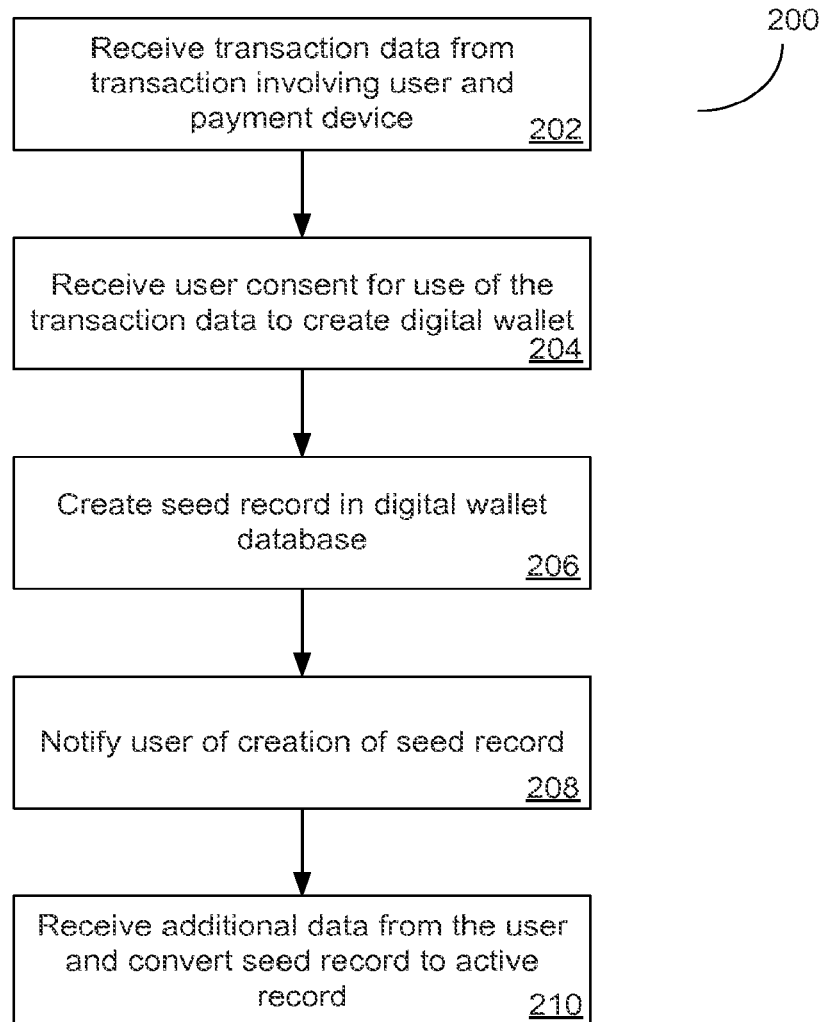 200
Receive transaction data from
transaction involving user and
payment device
202
Receive user consent for use of the
transaction data to create digital wallet
204
Create seed record in digital wallet
database
206
Notify user of creation of seed record
208
Receive additional data from the user
and convert seed record to active
record
210